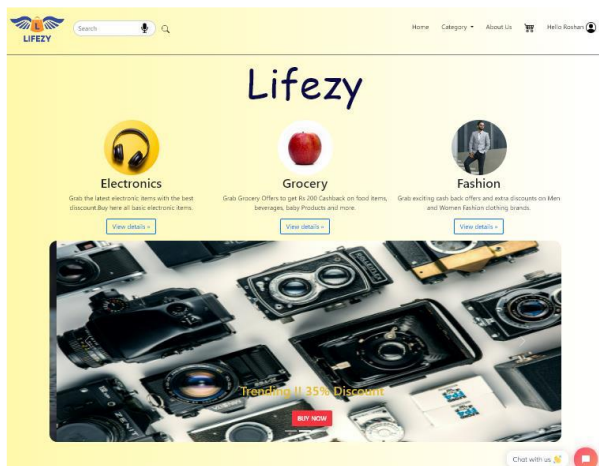 LIFEZY
Search
Home
Category
About Us
Hello Roshan
Lifezy
Electronics
Grab the latest electronic items with the best
disscount.Buy here all basic electronic items.
View details »
Grocery
Grab Grocery Offers to get Rs 200 Cashback on food items,
beverages, baby Products and more.
View details »
Fashion
Grab exciting cash back offers and extra discounts on Men
and Women Fashion clothing brands.
View details »
ZENIT
Trending !! 35% Discount
BUY NOW
Chat with us 👋